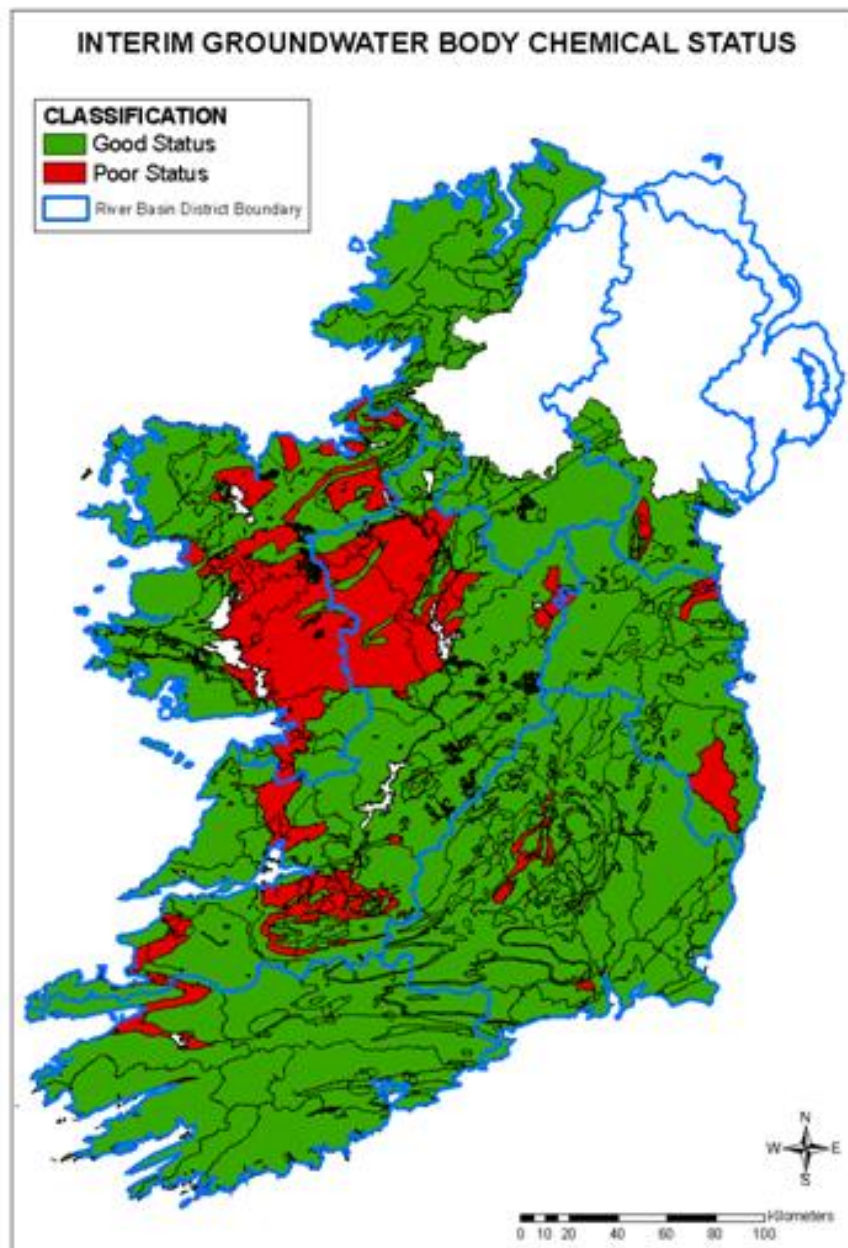 INTERIM GROUNDWATER BODY CHEMICAL STATUS
CLASSIFICATION
Good Status
Poor Status
River Basin District Boundary
N
W E
S
Kilometers
0 10 20 40 60 80 100